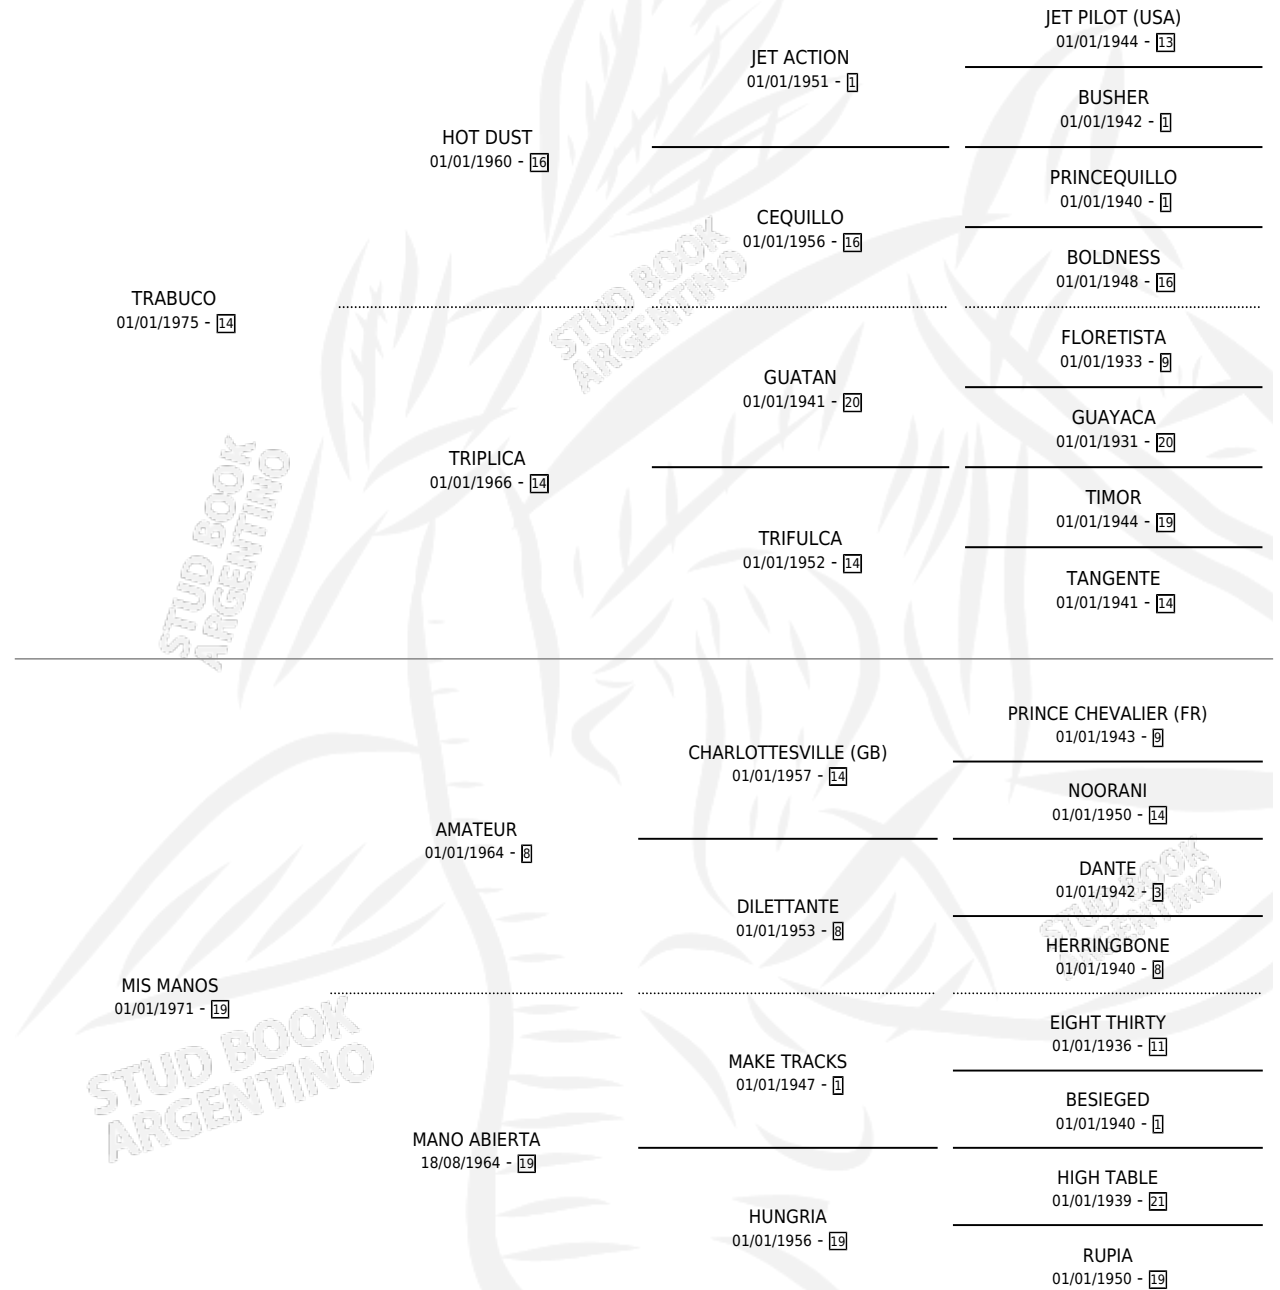 JET PILOT (USA)
01/01/1944 - 13
JET ACTION
01/01/1951 - 1
BUSHER
01/01/1942 - 1
HOT DUST
01/01/1960 - 16
PRINCEQUILLO
01/01/1940 - 1
CEQUILLO
01/01/1956 - 16
BOLDNESS
01/01/1948 - 16
TRABUCO
01/01/1975 - 14
FLORETISTA
01/01/1933 - 9
GUATAN
01/01/1941 - 20
GUAYACA
01/01/1931 - 20
TRIPLICA
01/01/1966 - 14
TIMOR
01/01/1944 - 19
TRIFULCA
01/01/1952 - 14
TANGENTE
01/01/1941 - 14
PRINCE CHEVALIER (FR)
01/01/1943 - 9
CHARLOTTESVILLE (GB)
01/01/1957 - 14
NOORANI
01/01/1950 - 14
AMATEUR
01/01/1964 - 8
DANTE
01/01/1942 - 3
DILETTANTE
01/01/1953 - 8
HERRINGBONE
01/01/1940 - 8
MIS MANOS
01/01/1971 - 19
EIGHT THIRTY
01/01/1936 - 11
MAKE TRACKS
01/01/1947 - 1
BESIEGED
01/01/1940 - 1
MANO ABIERTA
18/08/1964 - 19
HIGH TABLE
01/01/1939 - 21
HUNGRIA
01/01/1956 - 19
RUPIA
01/01/1950 - 19
STUD BOOK
ARGENTINO
STUD BOOK
ARGENTINO
STUD BOOK
ARGENTINO
STUD BOOK
ARGENTINO